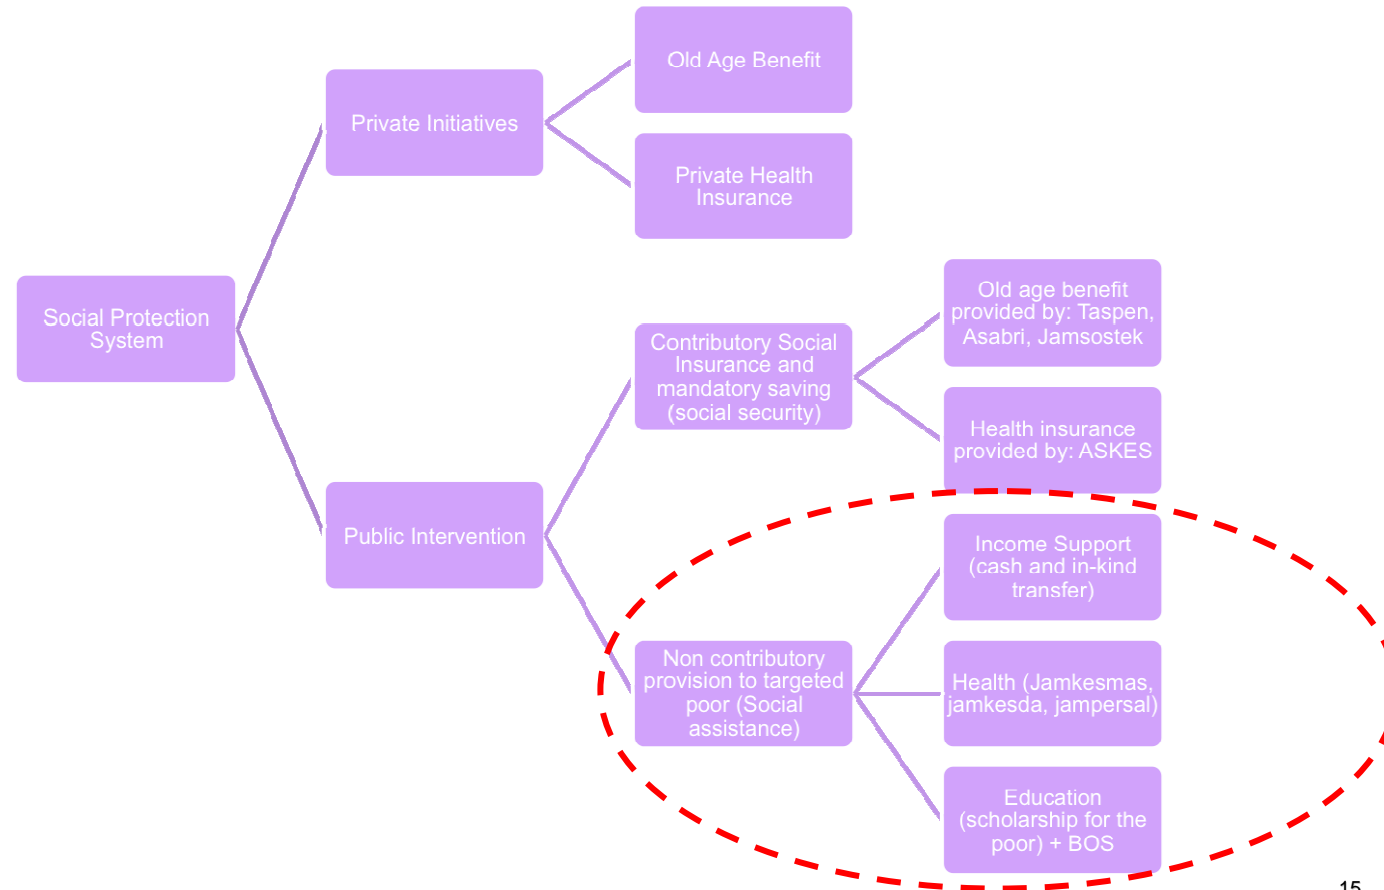 Old Age Benefit
Private Initiatives
Private Health
Insurance
Social Protection
System
Old age benefit
provided by: Taspen,
Asabri, Jamsostek
Contributory Social
Insurance and
mandatory saving
(social security)
Health insurance
provided by: ASKES
Public Intervention
Income Support
(cash and in-kind
transfer)
Non contributory
provision to targeted
poor (Social
assistance)
Health (Jamkesmas,
jamkesda, jampersal)
Education
(scholarship for the
poor) + BOS
15